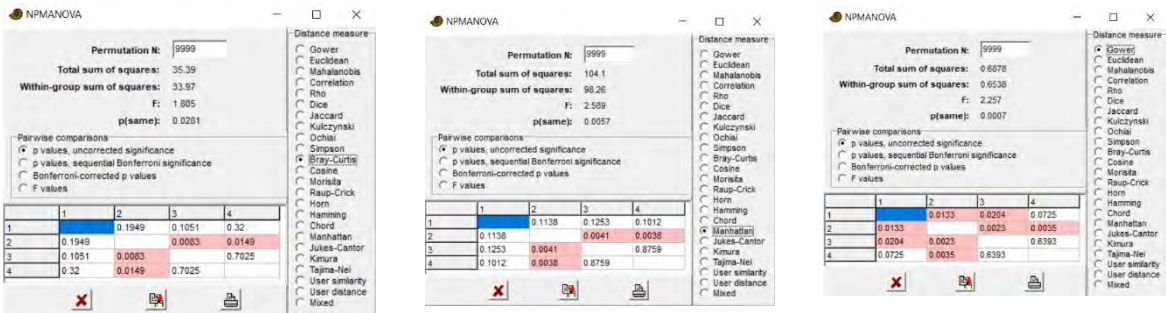 NPMANOVA
Permutation N: 9999
Total sum of squares: 35.39
Within-group sum of squares: 33.97
F: 1.805
p(same): 0.0281
Pairwise comparisons
p values, uncorrected significance
p values, sequential Bonferroni significance
Bonferroni-corrected p values
F values
1 2 3 4
1 0.1949 0.1051 0.32
2 0.1949 0.0083 0.0149
3 0.1051 0.0083 0.7025
4 0.32 0.0149 0.7025
Distance measure
Gower
Euclidean
Mahalanobis
Correlation
Rho
Dice
Jaccard
Kulczynski
Ochiai
Simpson
Bray-Curtis
Cosine
Morisita
Raup-Crick
Horn
Hamming
Chord
Manhattan
Jukes-Cantor
Kimura
Tajima-Nei
User similarity
User distance
Mixed
NPMANOVA
Permutation N: 9999
Total sum of squares: 104.1
Within-group sum of squares: 98.26
F: 2.589
p(same): 0.0057
Pairwise comparisons
p values, uncorrected significance
p values, sequential Bonferroni significance
Bonferroni-corrected p values
F values
1 2 3 4
1 0.1138 0.1253 0.1012
2 0.1138 0.0041 0.0038
3 0.1253 0.0041 0.8759
4 0.1012 0.0038 0.8759
Distance measure
Gower
Euclidean
Mahalanobis
Correlation
Rho
Dice
Jaccard
Kulczynski
Ochiai
Simpson
Bray-Curtis
Cosine
Morisita
Raup-Crick
Horn
Hamming
Chord
Manhattan
Jukes-Cantor
Kimura
Tajima-Nei
User similarity
User distance
Mixed
NPMANOVA
Permutation N: 9999
Total sum of squares: 0.6878
Within-group sum of squares: 0.6538
F: 2.257
p(same): 0.0007
Pairwise comparisons
p values, uncorrected significance
p values, sequential Bonferroni significance
Bonferroni-corrected p values
F values
1 2 3 4
1 0.0133 0.0204 0.0725
2 0.0133 0.0023 0.0035
3 0.0204 0.0023 0.6393
4 0.0725 0.0035 0.6393
Distance measure
Gower
Euclidean
Mahalanobis
Correlation
Rho
Dice
Jaccard
Kulczynski
Ochiai
Simpson
Bray-Curtis
Cosine
Morisita
Raup-Crick
Horn
Hamming
Chord
Manhattan
Jukes-Cantor
Kimura
Tajima-Nei
User similarity
User distance
Mixed